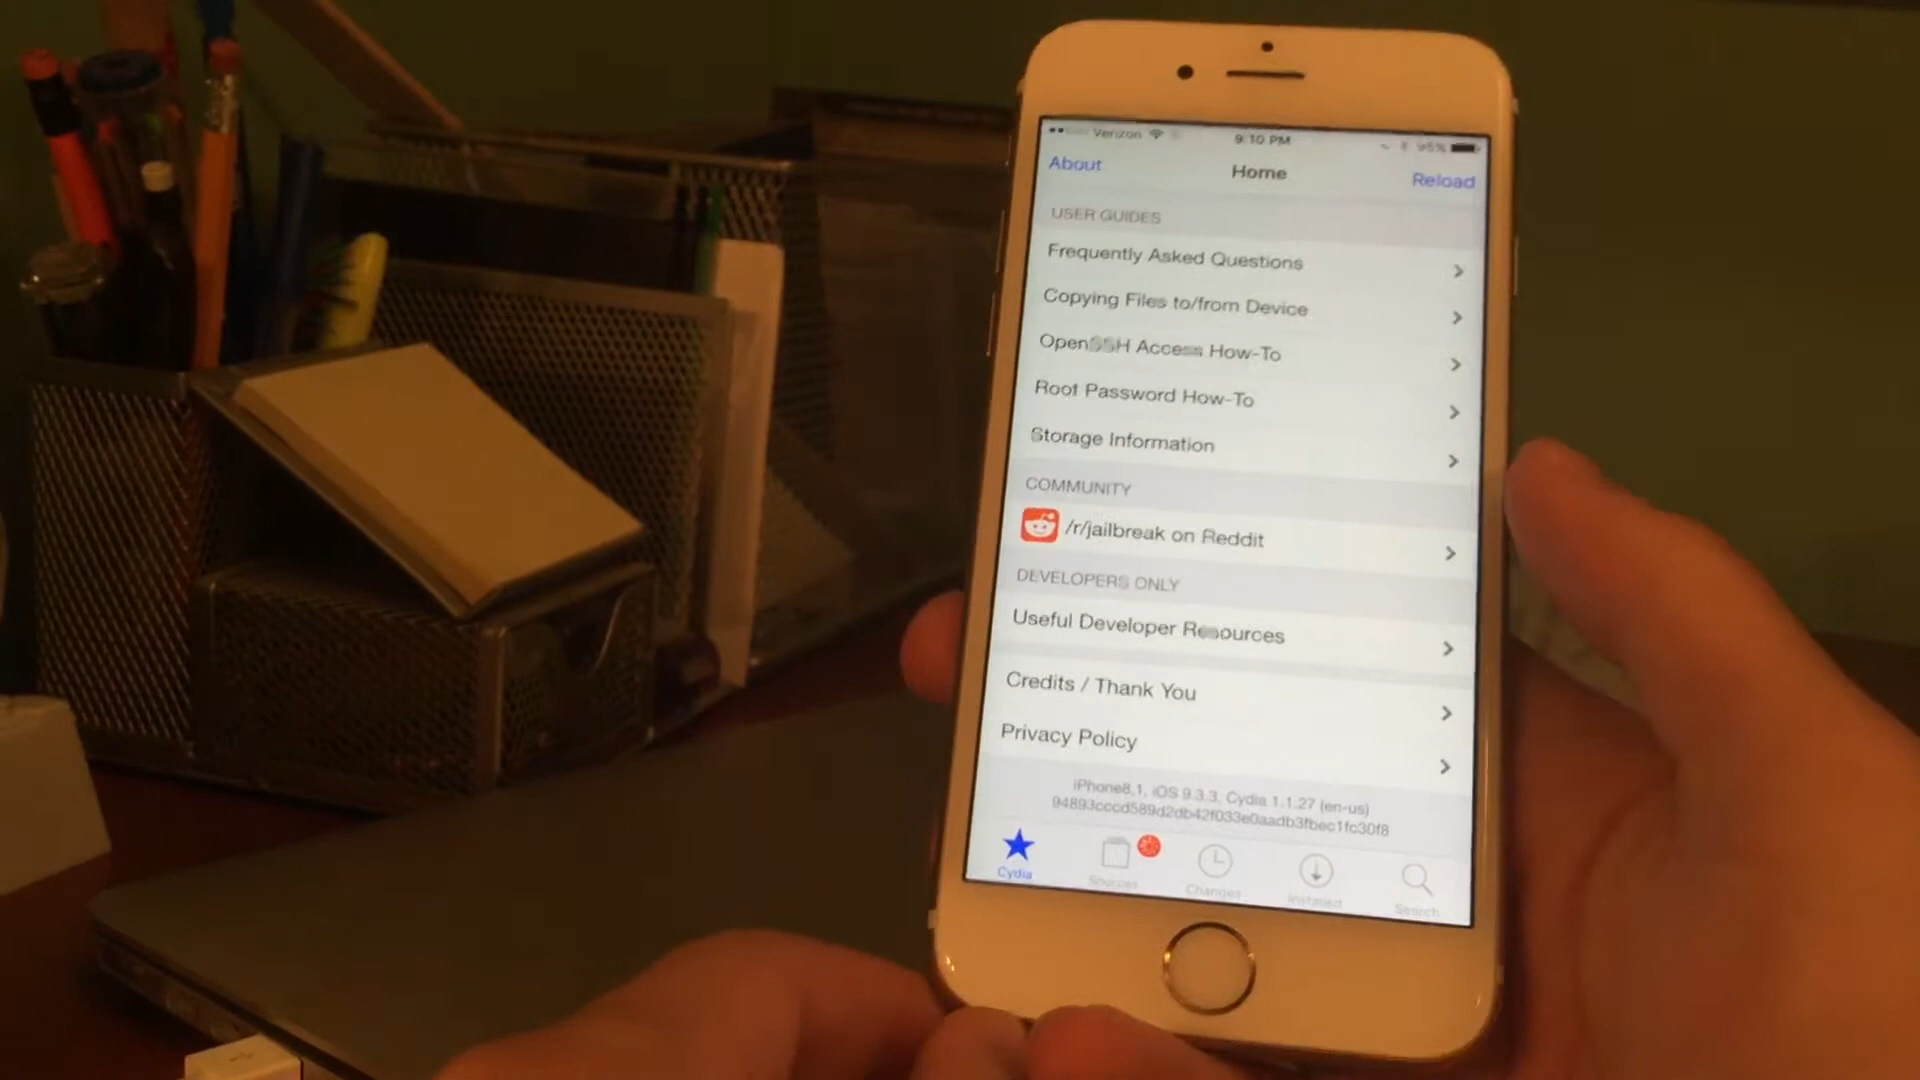 Verizon 9:10 PM 95%
About Home Reload
USER GUIDES
Frequently Asked Questions
Copying Files to/from Device
OpenSSH Access How-To
Root Password How-To
Storage Information
COMMUNITY
/r/jailbreak on Reddit
DEVELOPERS ONLY
Useful Developer Resources
Credits / Thank You
Privacy Policy
iPhone8,1, iOS 9.3.3, Cydia 1.1.27 (en-us)
94893cccd589d2db42f033e0aadb3fbec1fc30f8
Cydia Sources Changes Installed Search